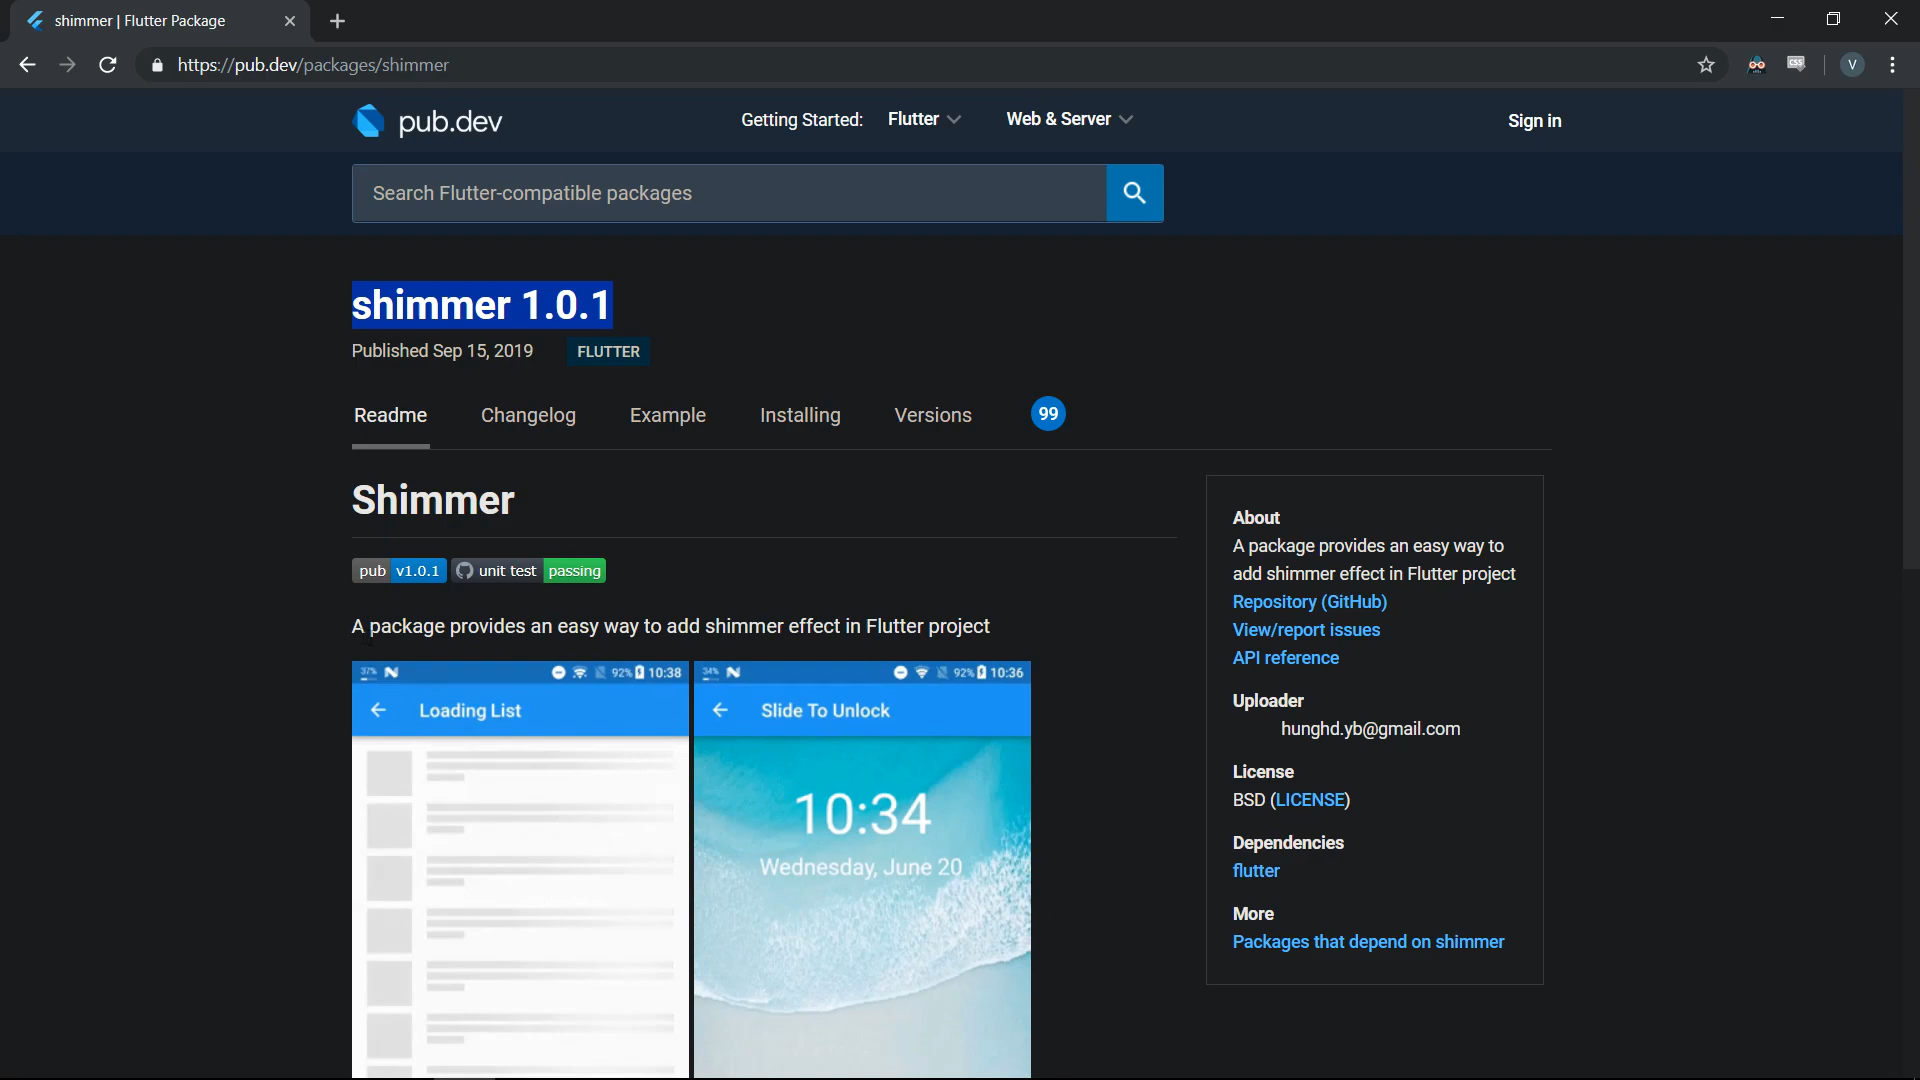 shimmer | Flutter Package
https://pub.dev/packages/shimmer
CSS
V
pub.dev
Getting Started: Flutter Web & Server Sign in
Search Flutter-compatible packages
shimmer 1.0.1
Published Sep 15, 2019 FLUTTER
Readme Changelog Example Installing Versions 99
Shimmer
pub v1.0.1 unit test passing
A package provides an easy way to add shimmer effect in Flutter project
37% N 92% 10:38
Loading List
34% N 92% 10:36
Slide To Unlock
10:34
Wednesday, June 20
About
A package provides an easy way to
add shimmer effect in Flutter project
Repository (GitHub)
View/report issues
API reference
Uploader
hunghd.yb@gmail.com
License
BSD (LICENSE)
Dependencies
flutter
More
Packages that depend on shimmer